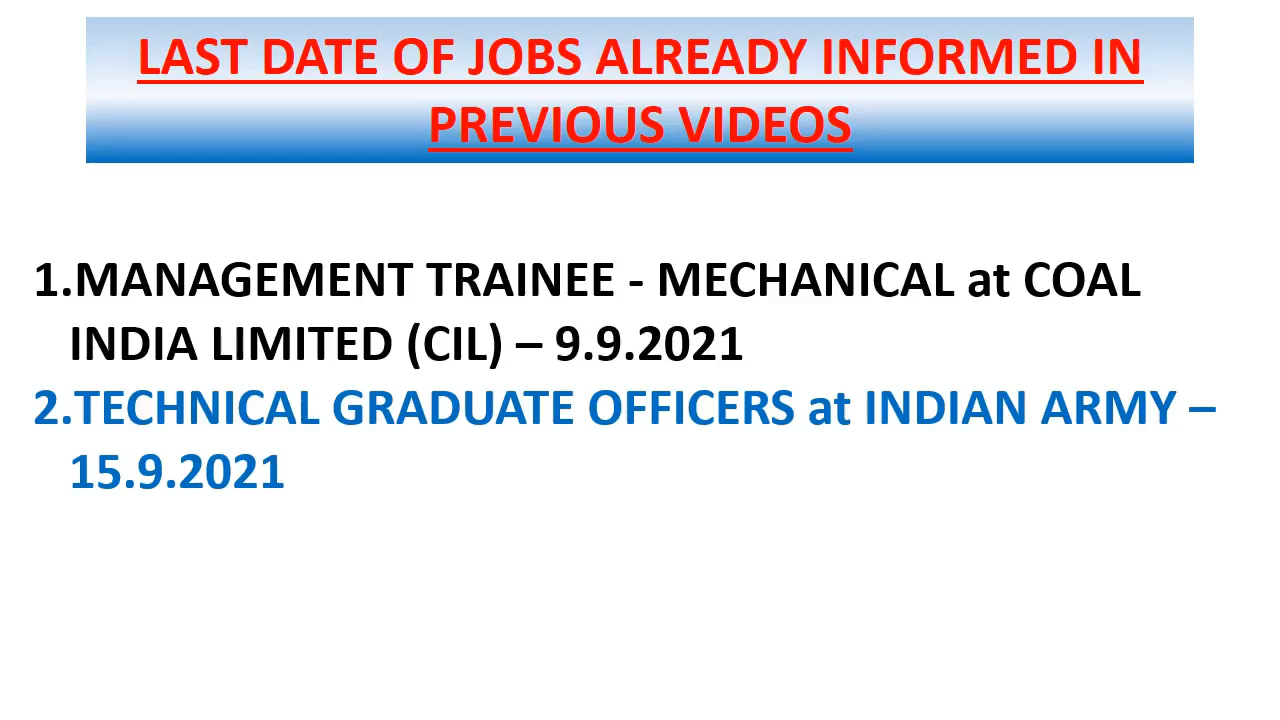 LAST DATE OF JOBS ALREADY INFORMED IN
PREVIOUS VIDEOS
1.MANAGEMENT TRAINEE - MECHANICAL at COAL
INDIA LIMITED (CIL) – 9.9.2021
2.TECHNICAL GRADUATE OFFICERS at INDIAN ARMY –
15.9.2021